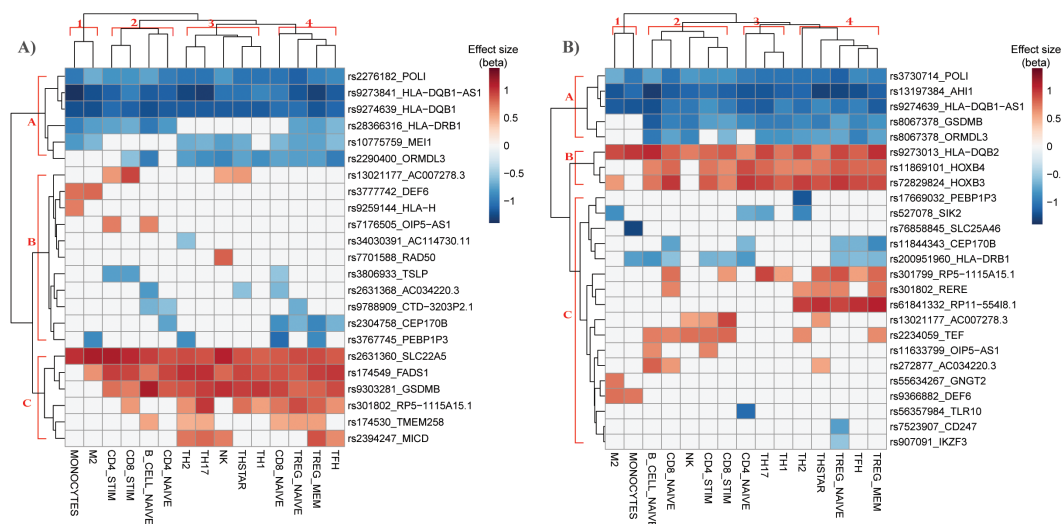 A)
1
2
3
4
Effect size
(beta)
1
0.5
0
-0.5
-1
A
B
C
rs2276182_POLI
rs9273841_HLA-DQB1-AS1
rs9274639_HLA-DQB1
rs28366316_HLA-DRB1
rs10775759_MEI1
rs2290400_ORMDL3
rs13021177_AC007278.3
rs3777742_DEF6
rs9259144_HLA-H
rs7176505_OIP5-AS1
rs34030391_AC114730.11
rs7701588_RAD50
rs3806933_TSLP
rs2631368_AC034220.3
rs9788909_CTD-3203P2.1
rs2304758_CEP170B
rs3767745_PEBP1P3
rs2631360_SLC22A5
rs174549_FADS1
rs9303281_GSDMB
rs301802_RP5-1115A15.1
rs174530_TMEM258
rs2394247_MICD
MONOCYTES
M2
CD4_STIM
CD8_STIM
B_CELL_NAIVE
CD4_NAIVE
TH2
TH17
NK
THSTAR
TH1
CD8_NAIVE
TREG_NAIVE
TREG_MEM
TFH
B)
1
2
3
4
Effect size
(beta)
1
0.5
0
-0.5
-1
A
B
C
rs3730714_POLI
rs13197384_AHI1
rs9274639_HLA-DQB1-AS1
rs8067378_GSDMB
rs8067378_ORMDL3
rs9273013_HLA-DQB2
rs11869101_HOXB4
rs72829824_HOXB3
rs17669032_PEBP1P3
rs527078_SIK2
rs76858845_SLC25A46
rs11844343_CEP170B
rs200951960_HLA-DRB1
rs301799_RP5-1115A15.1
rs301802_RERE
rs61841332_RP11-554I8.1
rs13021177_AC007278.3
rs2234059_TEF
rs11633799_OIP5-AS1
rs272877_AC034220.3
rs55634267_GNGT2
rs9366882_DEF6
rs56357984_TLR10
rs7523907_CD247
rs907091_IKZF3
M2
MONOCYTES
B_CELL_NAIVE
CD8_NAIVE
NK
CD4_STIM
CD8_STIM
CD4_NAIVE
TH17
TH1
TH2
THSTAR
TREG_NAIVE
TFH
TREG_MEM